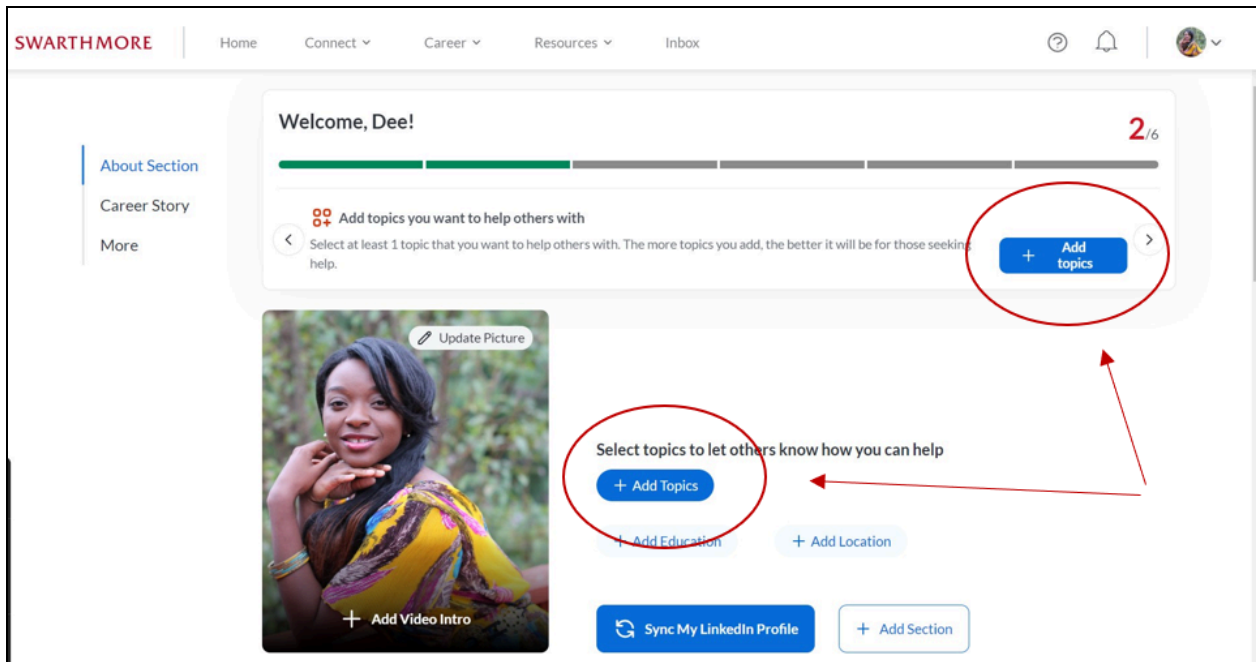 SWARTHMORE
Home Connect Career Resources Inbox
Welcome, Dee!
2/6
About Section
Career Story
More
Add topics you want to help others with
Select at least 1 topic that you want to help others with. The more topics you add, the better it will be for those seeking
help.
+ Add
topics
Update Picture
Select topics to let others know how you can help
+ Add Topics
+ Add Education + Add Location
+ Add Video Intro
Sync My LinkedIn Profile + Add Section